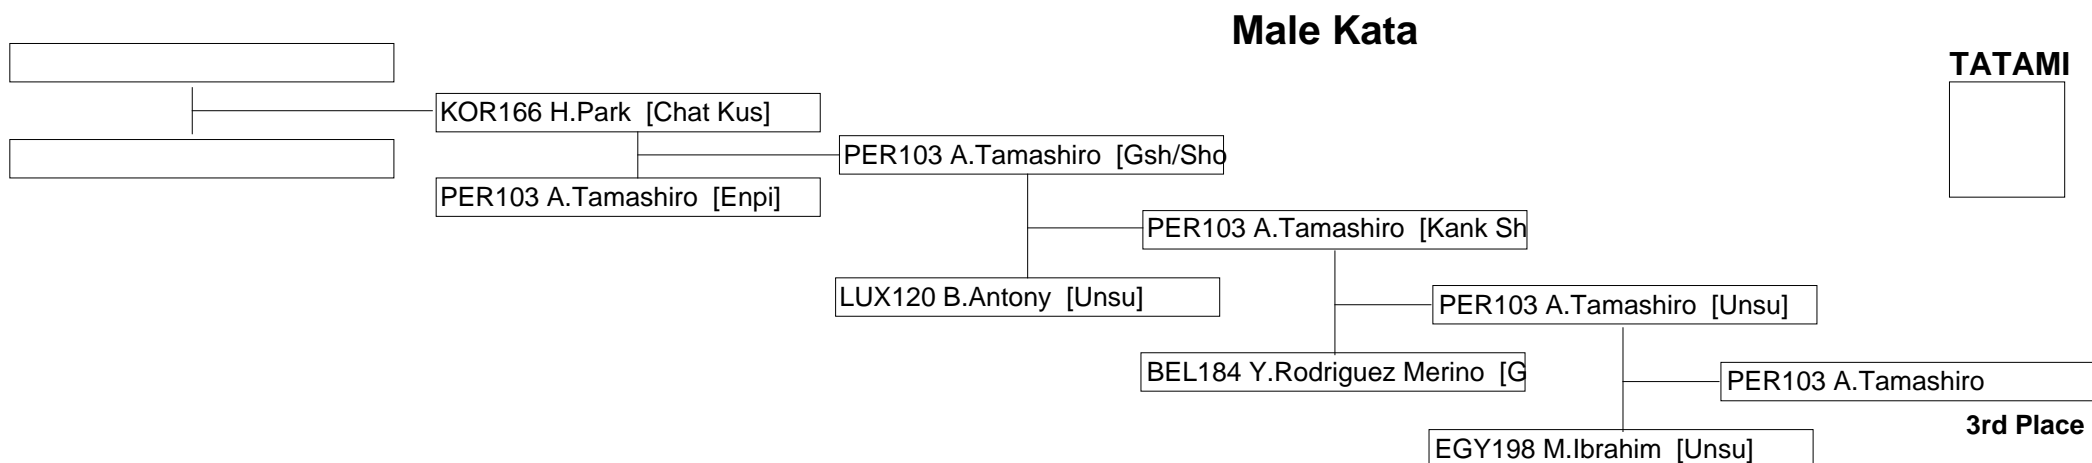 Male Kata
TATAMI
KOR166 H.Park [Chat Kus]
PER103 A.Tamashiro [Gsh/Sho
PER103 A.Tamashiro [Enpi]
PER103 A.Tamashiro [Kank Sh
LUX120 B.Antony [Unsu]
PER103 A.Tamashiro [Unsu]
BEL184 Y.Rodriguez Merino [G
PER103 A.Tamashiro
3rd Place
EGY198 M.Ibrahim [Unsu]